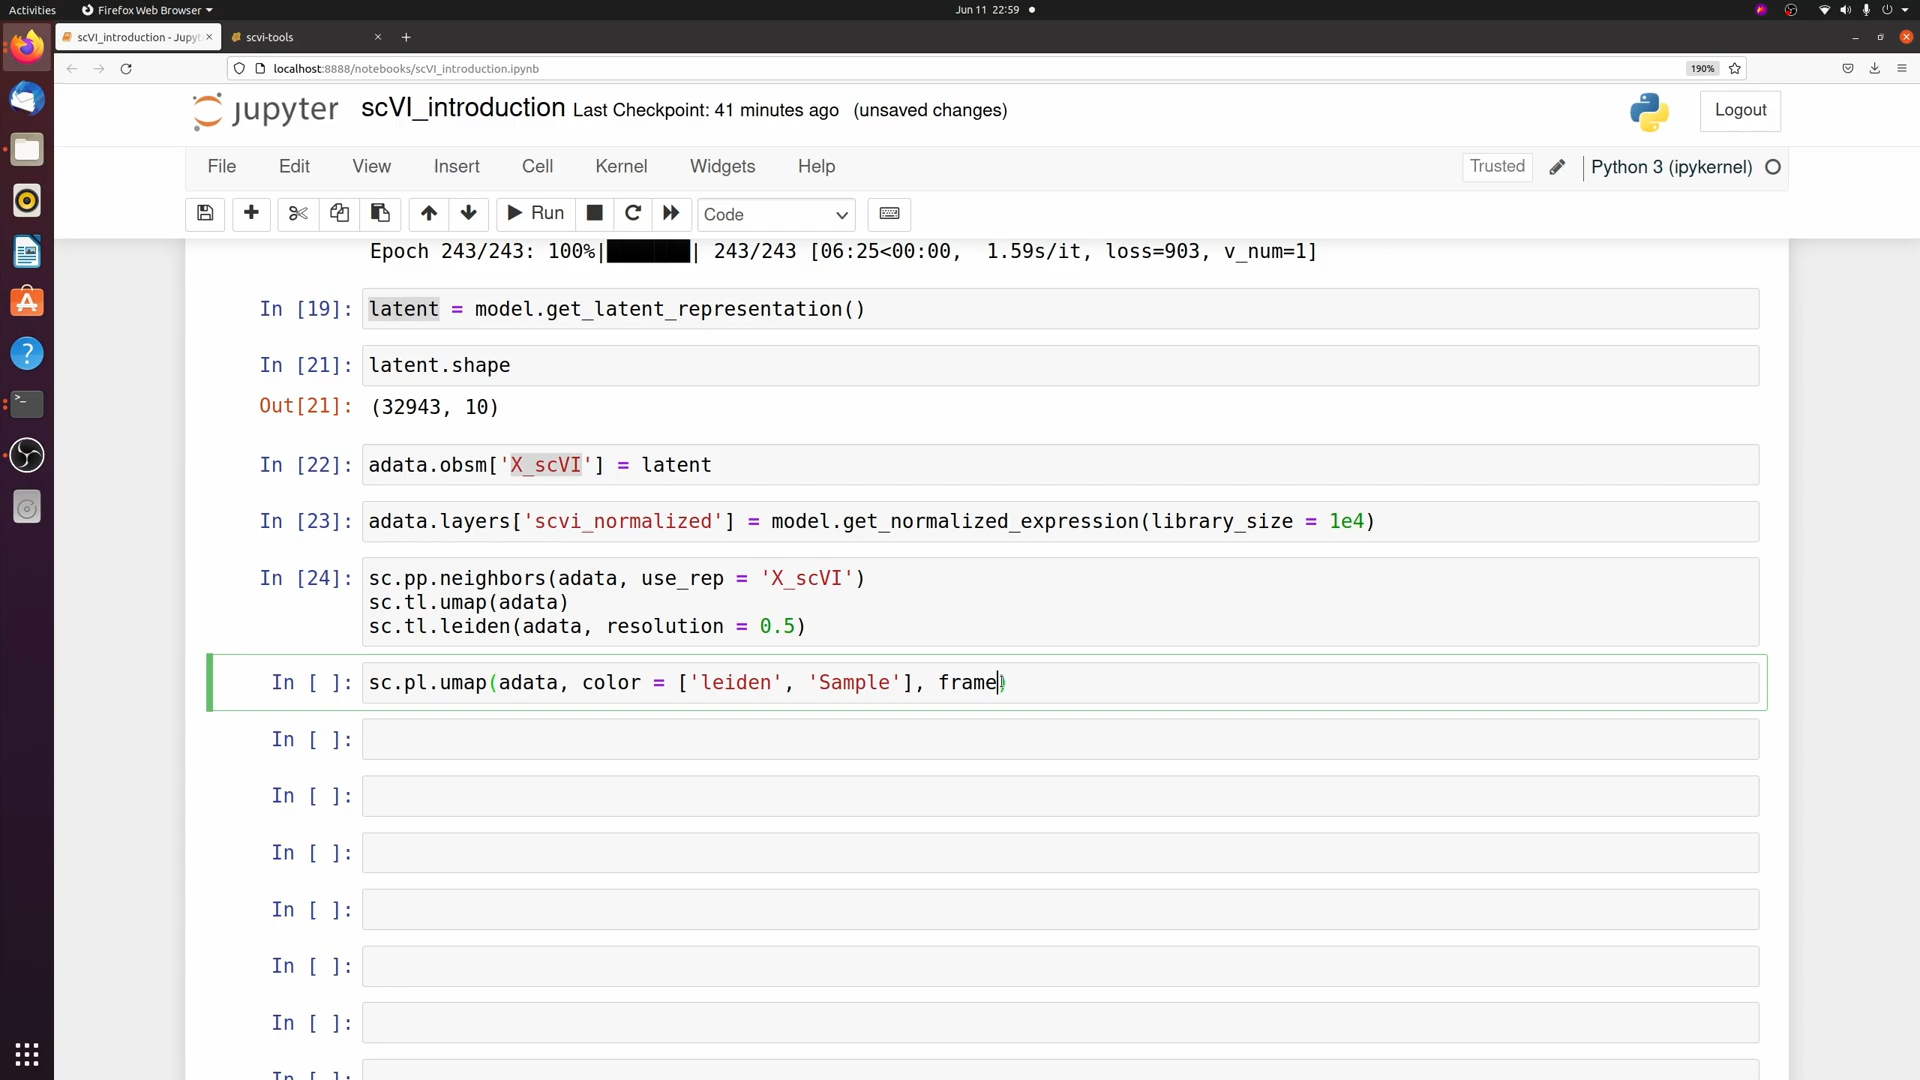 Activities
Firefox Web Browser
Jun 11 22:59
scVI_introduction - Jupyt
scvi-tools
localhost:8888/notebooks/scVI_introduction.ipynb
190%
jupyter scVI_introduction Last Checkpoint: 41 minutes ago (unsaved changes)
Logout
File Edit View Insert Cell Kernel Widgets Help
Trusted
Python 3 (ipykernel)
Run
Code
Epoch 243/243: 100%|███████| 243/243 [06:25<00:00,  1.59s/it, loss=903, v_num=1]
In [19]: latent = model.get_latent_representation()
In [21]: latent.shape
Out[21]: (32943, 10)
In [22]: adata.obsm['X_scVI'] = latent
In [23]: adata.layers['scvi_normalized'] = model.get_normalized_expression(library_size = 1e4)
In [24]: sc.pp.neighbors(adata, use_rep = 'X_scVI')
sc.tl.umap(adata)
sc.tl.leiden(adata, resolution = 0.5)
In [ ]: sc.pl.umap(adata, color = ['leiden', 'Sample'], frame)
In [ ]:
In [ ]:
In [ ]:
In [ ]:
In [ ]:
In [ ]:
In [ ]: